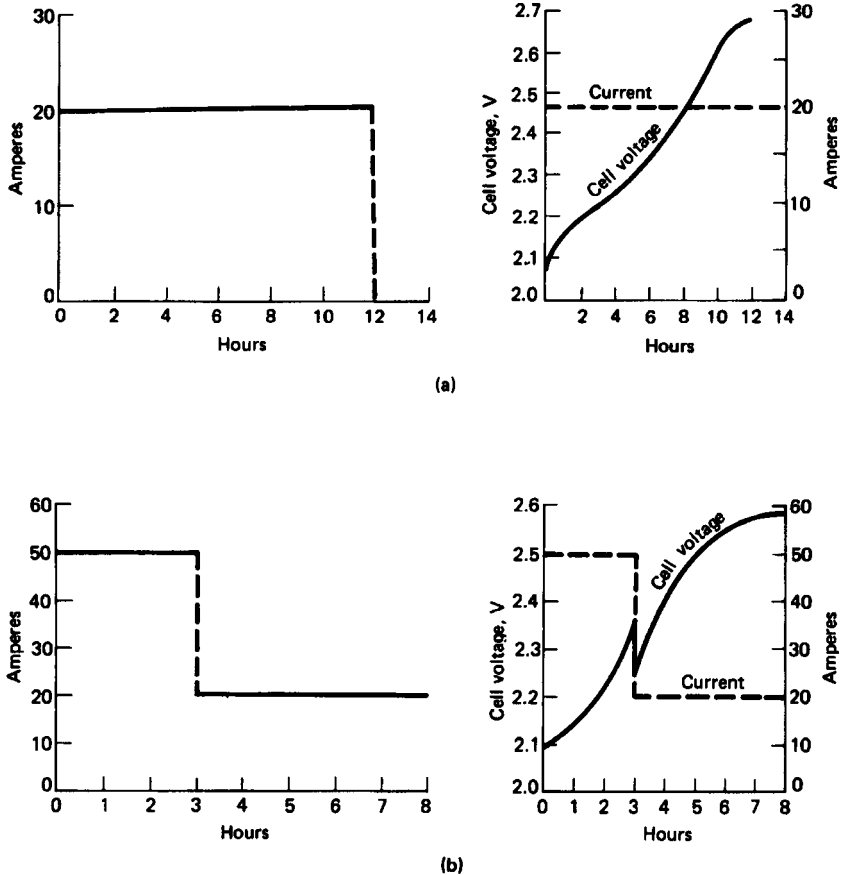 30
20
10
0
Amperes
0 2 4 6 8 10 12 14
Hours
2.7
2.6
2.46
2.4
2.3
2.2
2.1
2.0
Cell voltage, V
Current
Cell voltage
30
20
10
0
Amperes
2 4 6 8 10 12 14
Hours
(a)
60
50
40
30
20
10
0
Amperes
0 1 2 3 4 5 6 7 8
Hours
2.6
2.5
2.4
2.3
2.2
2.1
2.0
Cell voltage, V
Cell voltage
Current
60
50
40
30
20
10
0
Amperes
0 1 2 3 4 5 6 7 8
Hours
(b)